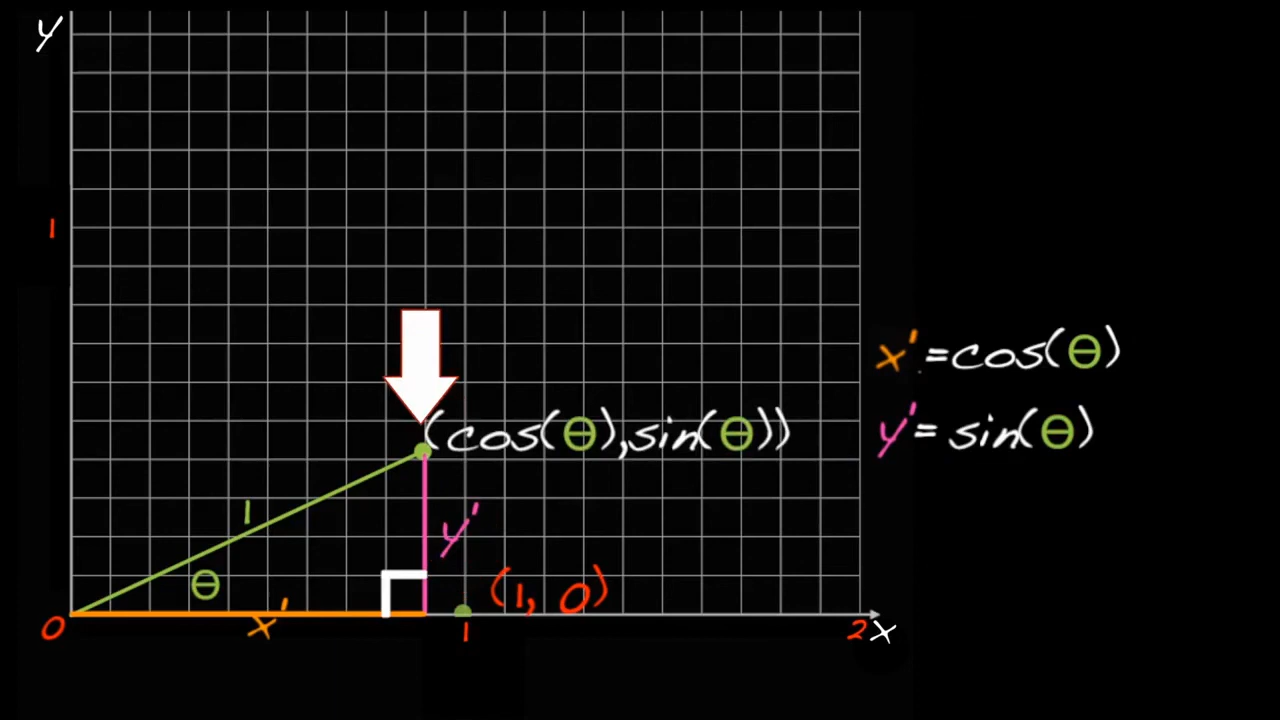 y
1
x' = cos(θ)
(cos(θ), sin(θ))
y' = sin(θ)
1
y'
θ
(1, 0)
0
x'
1
2
x